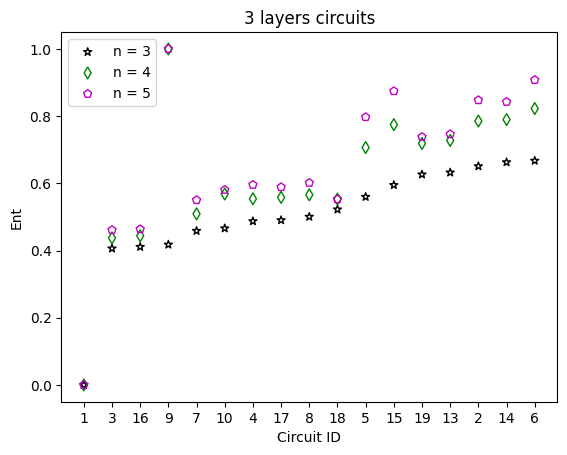 3 layers circuits
n = 3
n = 4
n = 5
1.0
0.8
0.6
0.4
0.2
0.0
Ent
1 3 16 9 7 10 4 17 8 18 5 15 19 13 2 14 6
Circuit ID